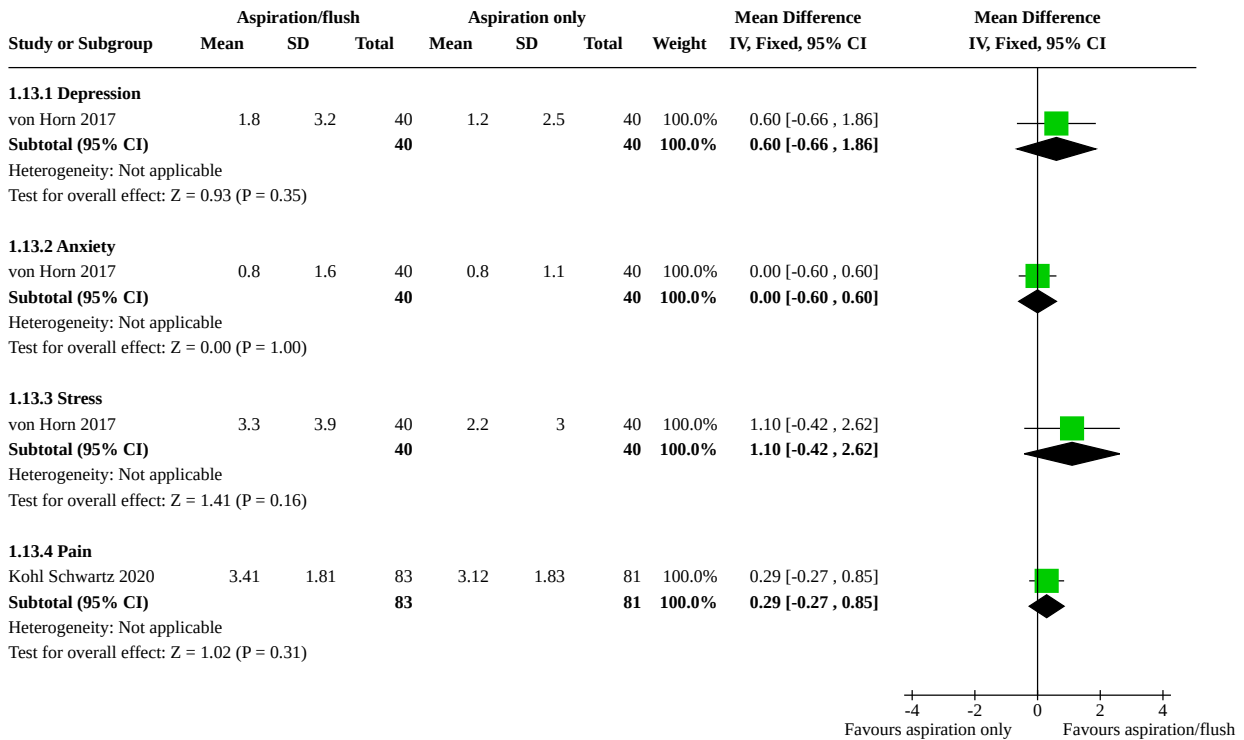 Aspiration/flush Aspiration only Mean Difference Mean Difference
Study or Subgroup Mean SD Total Mean SD Total Weight IV, Fixed, 95% CI IV, Fixed, 95% CI
1.13.1 Depression
von Horn 2017 1.8 3.2 40 1.2 2.5 40 100.0% 0.60 [-0.66 , 1.86]
Subtotal (95% CI) 40 40 100.0% 0.60 [-0.66 , 1.86]
Heterogeneity: Not applicable
Test for overall effect: Z = 0.93 (P = 0.35)
1.13.2 Anxiety
von Horn 2017 0.8 1.6 40 0.8 1.1 40 100.0% 0.00 [-0.60 , 0.60]
Subtotal (95% CI) 40 40 100.0% 0.00 [-0.60 , 0.60]
Heterogeneity: Not applicable
Test for overall effect: Z = 0.00 (P = 1.00)
1.13.3 Stress
von Horn 2017 3.3 3.9 40 2.2 3 40 100.0% 1.10 [-0.42 , 2.62]
Subtotal (95% CI) 40 40 100.0% 1.10 [-0.42 , 2.62]
Heterogeneity: Not applicable
Test for overall effect: Z = 1.41 (P = 0.16)
1.13.4 Pain
Kohl Schwartz 2020 3.41 1.81 83 3.12 1.83 81 100.0% 0.29 [-0.27 , 0.85]
Subtotal (95% CI) 83 81 100.0% 0.29 [-0.27 , 0.85]
Heterogeneity: Not applicable
Test for overall effect: Z = 1.02 (P = 0.31)
-4 -2 0 2 4
Favours aspiration only Favours aspiration/flush